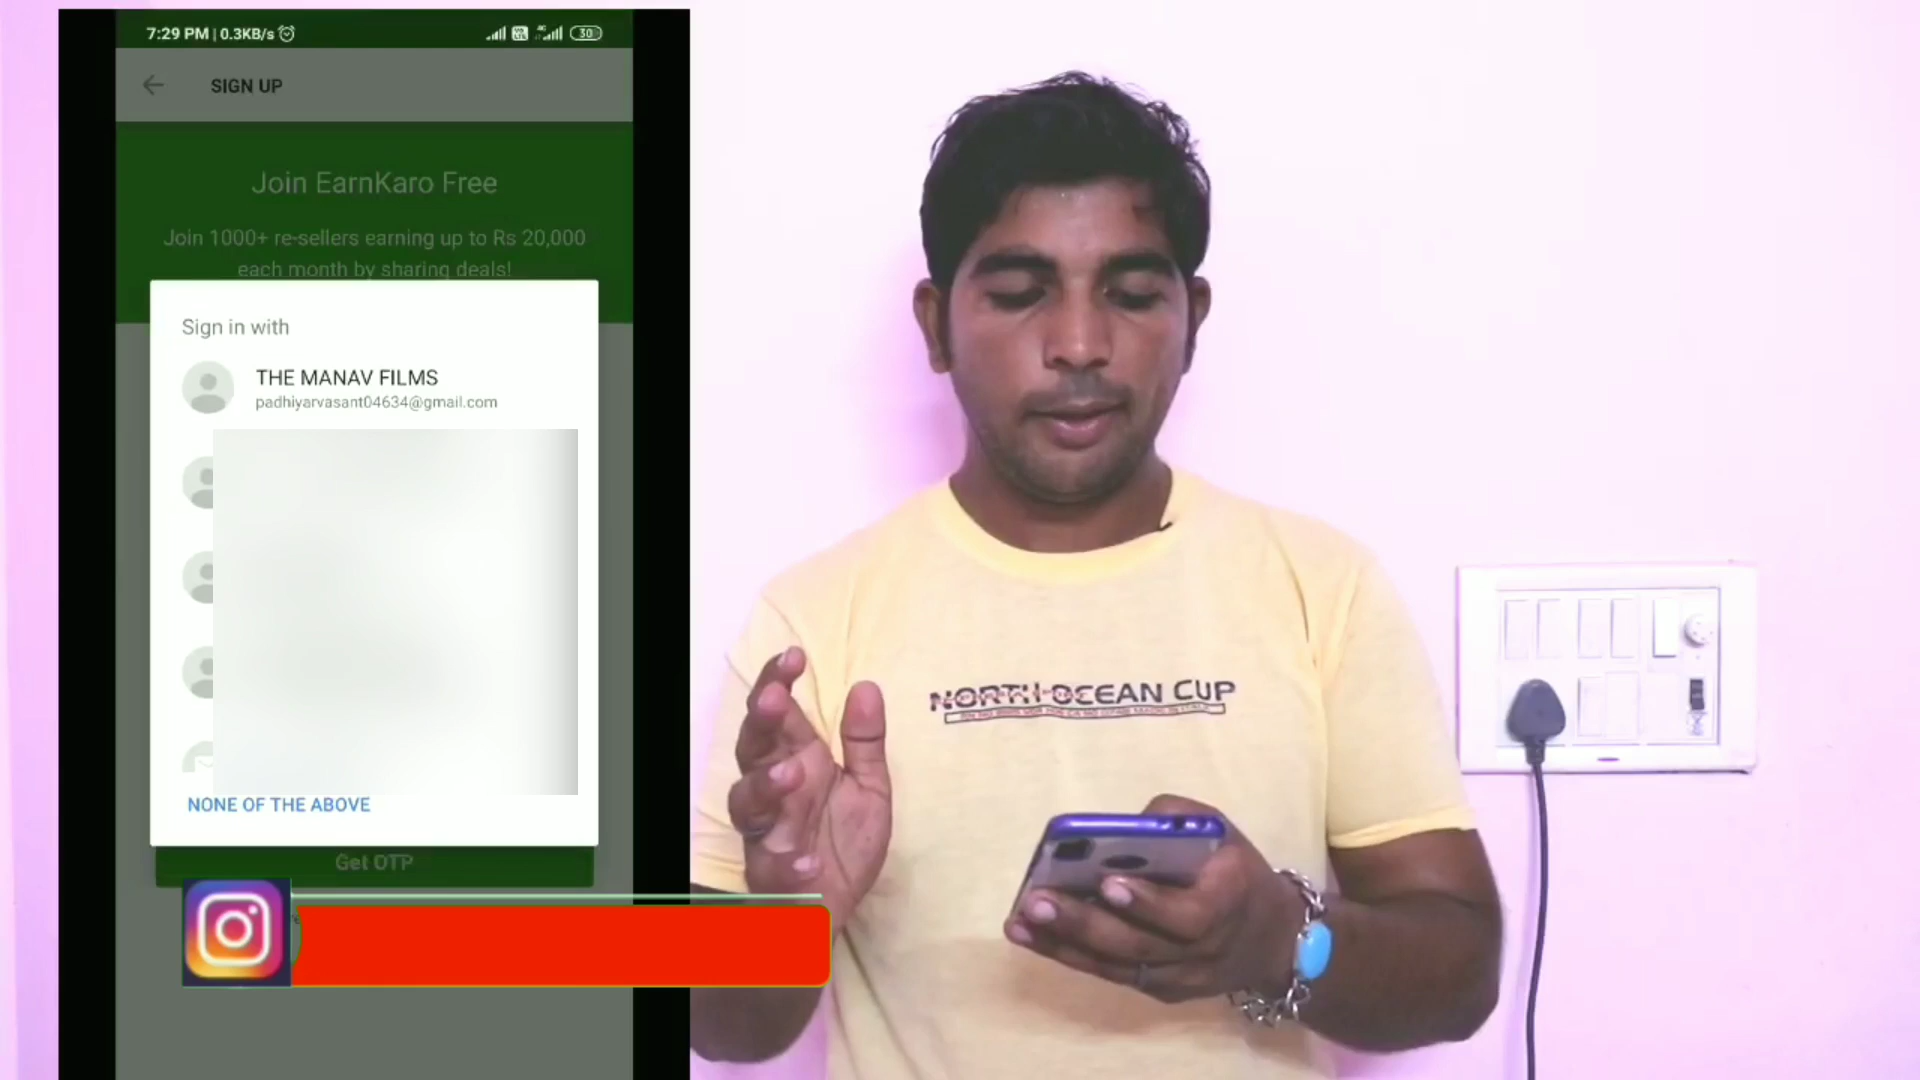 7:29 PM | 0.3KB/s
30
SIGN UP
Join EarnKaro Free
Join 1000+ re-sellers earning up to Rs 20,000
each month by sharing deals!
Sign in with
THE MANAV FILMS
padhiyarvasant04634@gmail.com
NONE OF THE ABOVE
Get OTP
NORTH OCEAN CUP